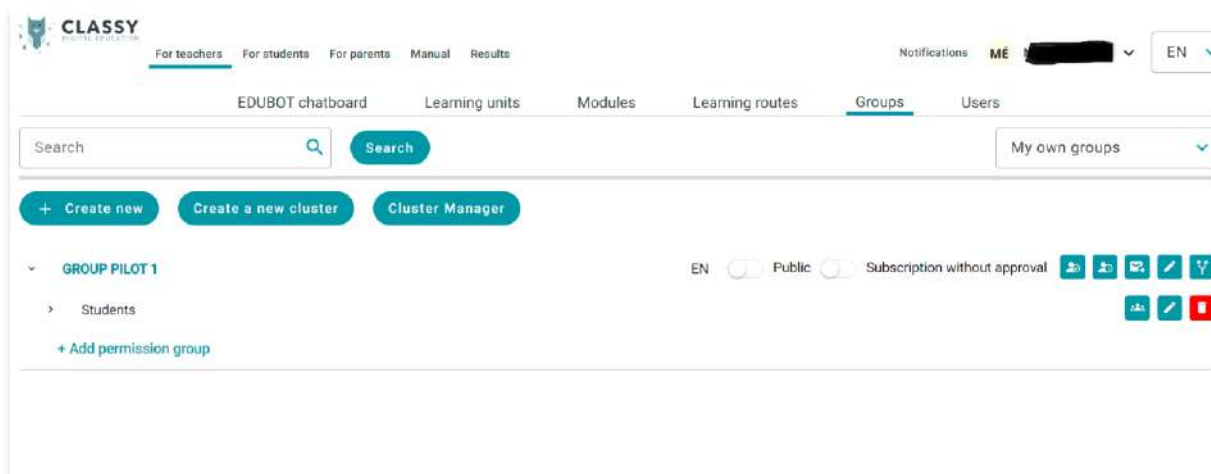 CLASSY
DIGITAL EDUCATION
For teachers For students For parents Manual Results
Notifications MÉ EN
EDUBOT chatboard Learning units Modules Learning routes Groups Users
Search Search My own groups
+ Create new Create a new cluster Cluster Manager
GROUP PILOT 1 EN Public Subscription without approval
Students
+ Add permission group